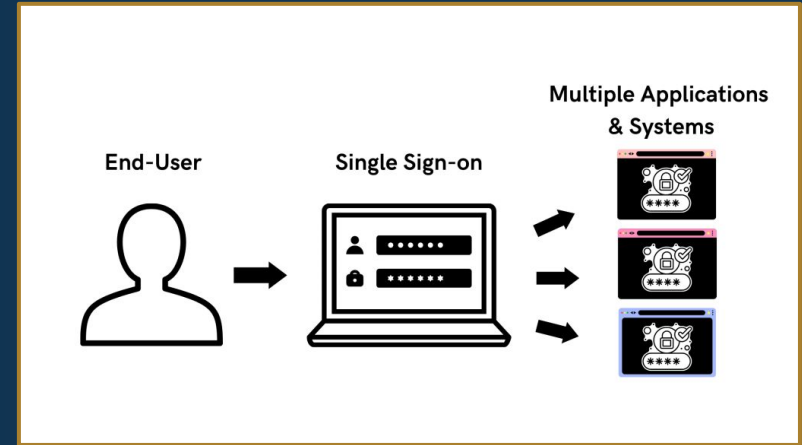 Multiple Applications
& Systems
End-User
Single Sign-on
******
****
****
****